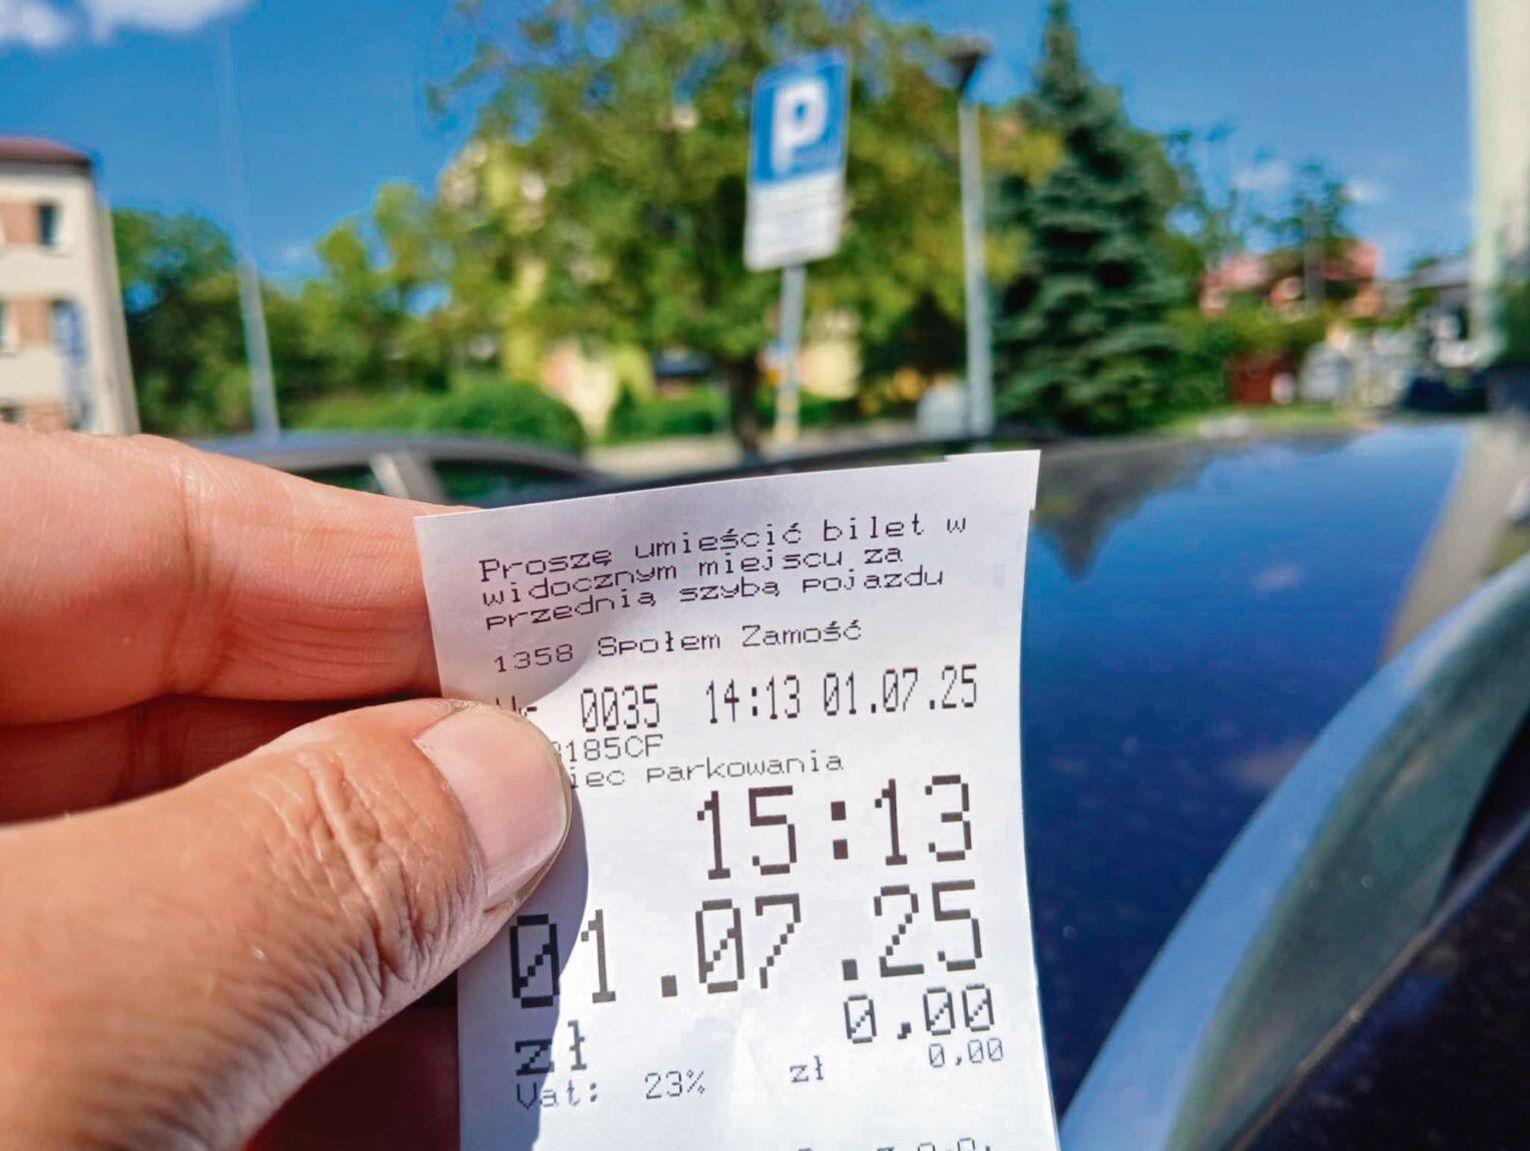 P
Proszę umieścić bilet w
widocznym miejscu za
przednią szybą pojazdu
1358 Społem Zamość
0035 14:13 01.07.25
185CF
parkowania
15:13
01.07.25
zł 0,00
Vat: 23% zł 0,00